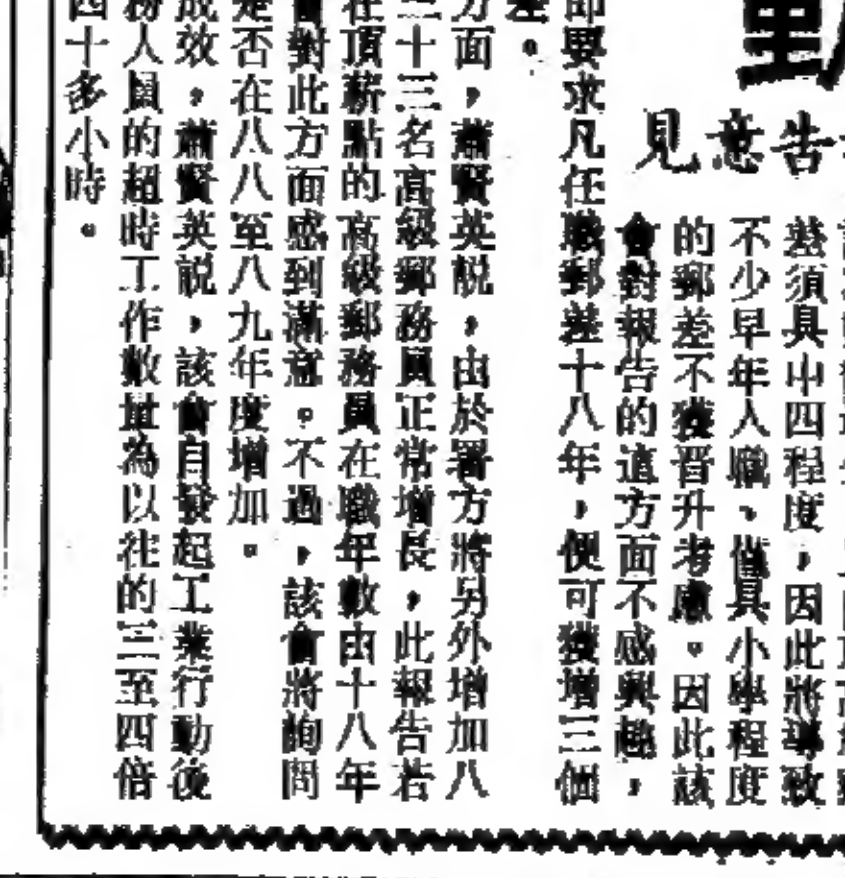 見意告
差須具中四程度，因此將導致
不少早年入職、僅具小學程度
的郵差不獲晋升考慮。因此該
會對報告的這方面不感興趣，
即要求凡任職郵差十八年，便可獲增三個
差。
方面，蕭賢英説，由於署方將另外增加八
二十三名高級郵務員正常增長，此報告若
在頂薪點的高級郵務員在職年數由十八年
會對此方面感到滿意。不過，該會將詢問
是否在八八至八九年度增加。
成效，蕭賢英説，該會自發起工業行動後
務人員的超時工作數量為以往的三至四倍
四十多小時。